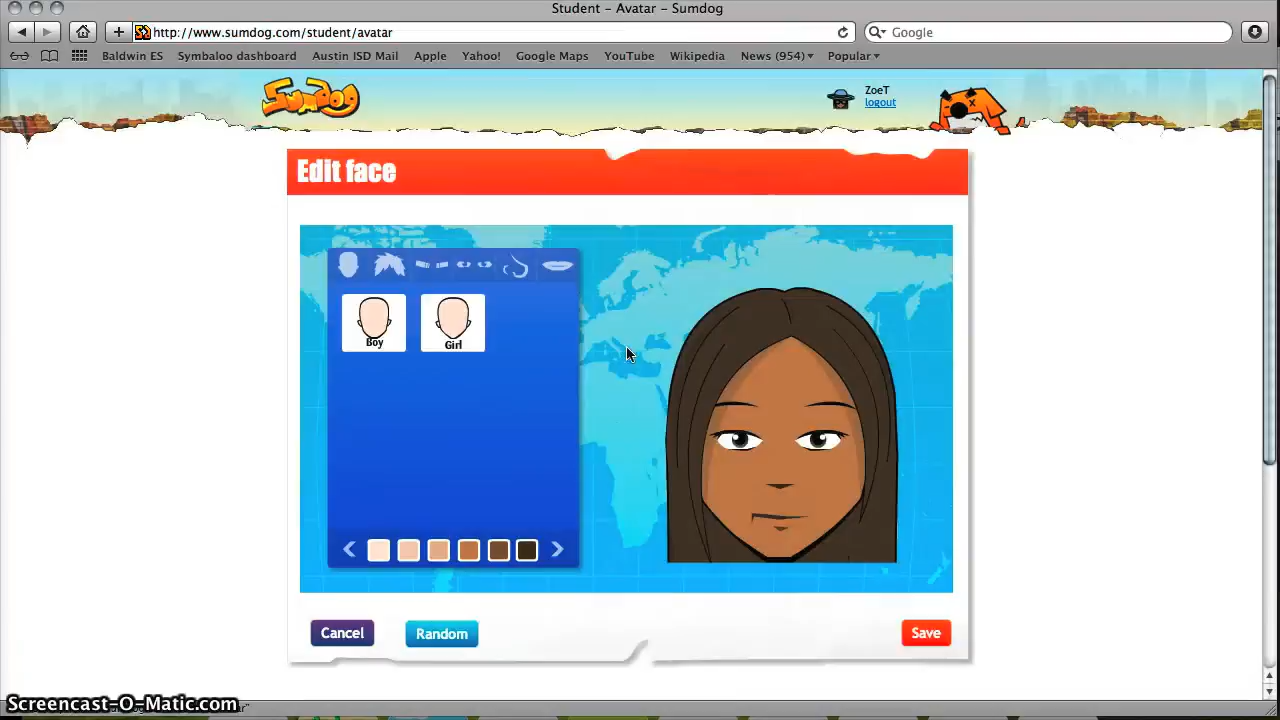 Student - Avatar - Sumdog
http://www.sumdog.com/student/avatar
Google
Baldwin ES Symbaloo dashboard Austin ISD Mail Apple Yahoo! Google Maps YouTube Wikipedia News (954) Popular
Sumdog
ZoeT
logout
Edit face
Boy
Girl
Cancel
Random
Save
Screencast-O-Matic.com